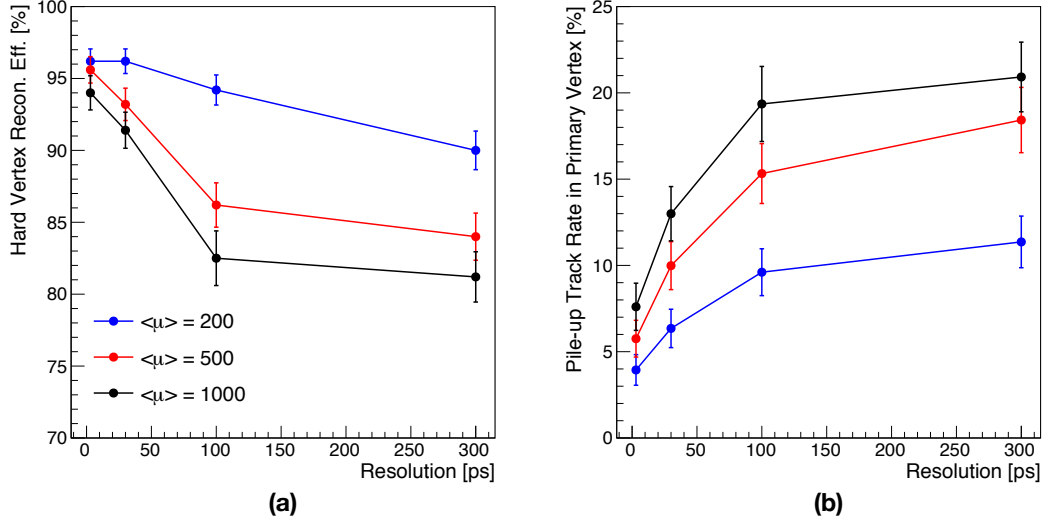 Hard Vertex Recon. Eff. [%]
100
95
90
85
80
75
70
<μ> = 200
<μ> = 500
<μ> = 1000
0 50 100 150 200 250 300
Resolution [ps]
(a)
Pile-up Track Rate in Primary Vertex [%]
25
20
15
10
5
0
0 50 100 150 200 250 300
Resolution [ps]
(b)